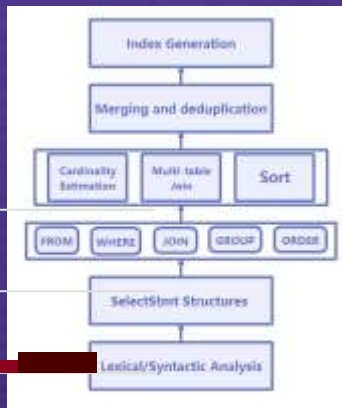 Index Generation
Merging and deduplication
Cardinality
Estimation
Multi table
Join
Sort
FROM
WHERE
JOIN
GROUP
ORDER
SelectStmt Structures
Lexical/Syntactic Analysis